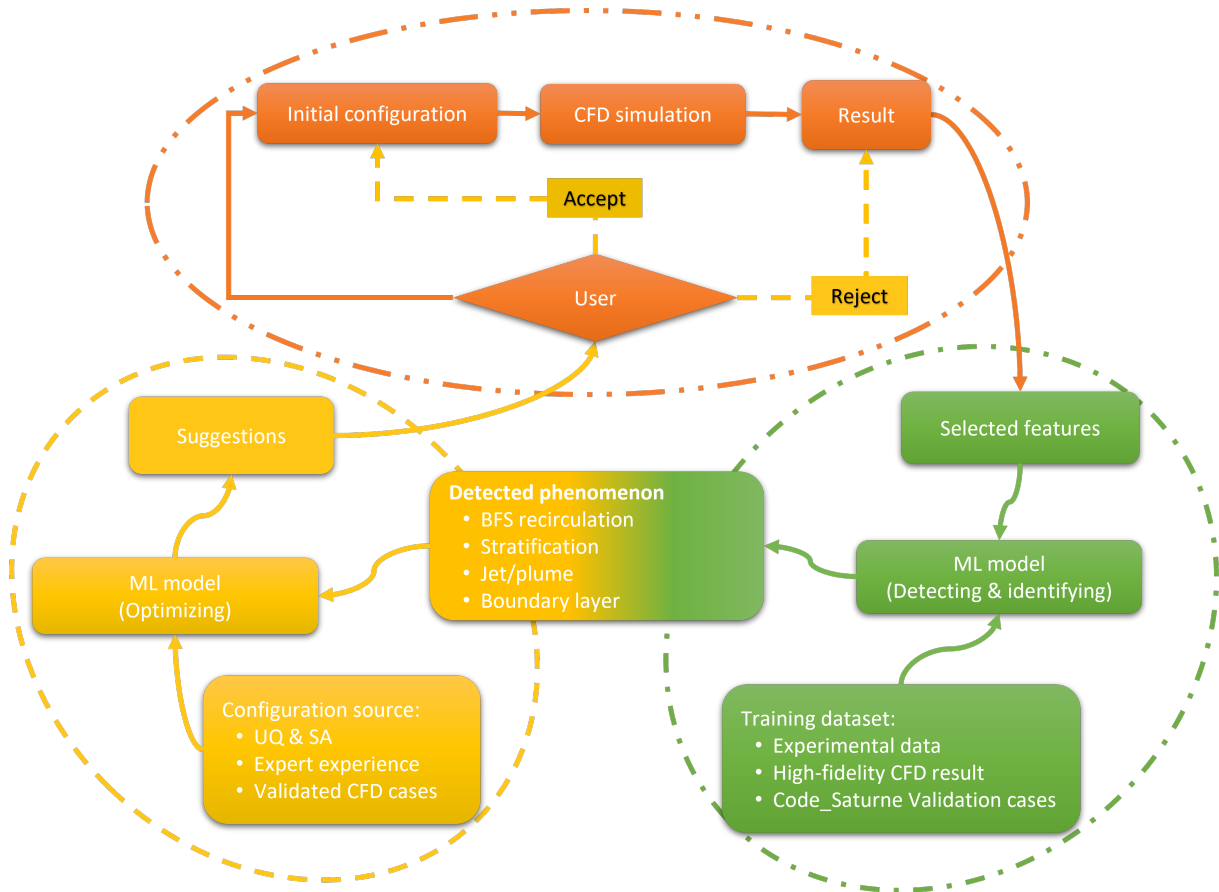 Initial configuration
CFD simulation
Result
Accept
User
Reject
Suggestions
Selected features
Detected phenomenon
• BFS recirculation
• Stratification
• Jet/plume
• Boundary layer
ML model
(Optimizing)
ML model
(Detecting & identifying)
Configuration source:
• UQ & SA
• Expert experience
• Validated CFD cases
Training dataset:
• Experimental data
• High-fidelity CFD result
• Code_Saturne Validation cases